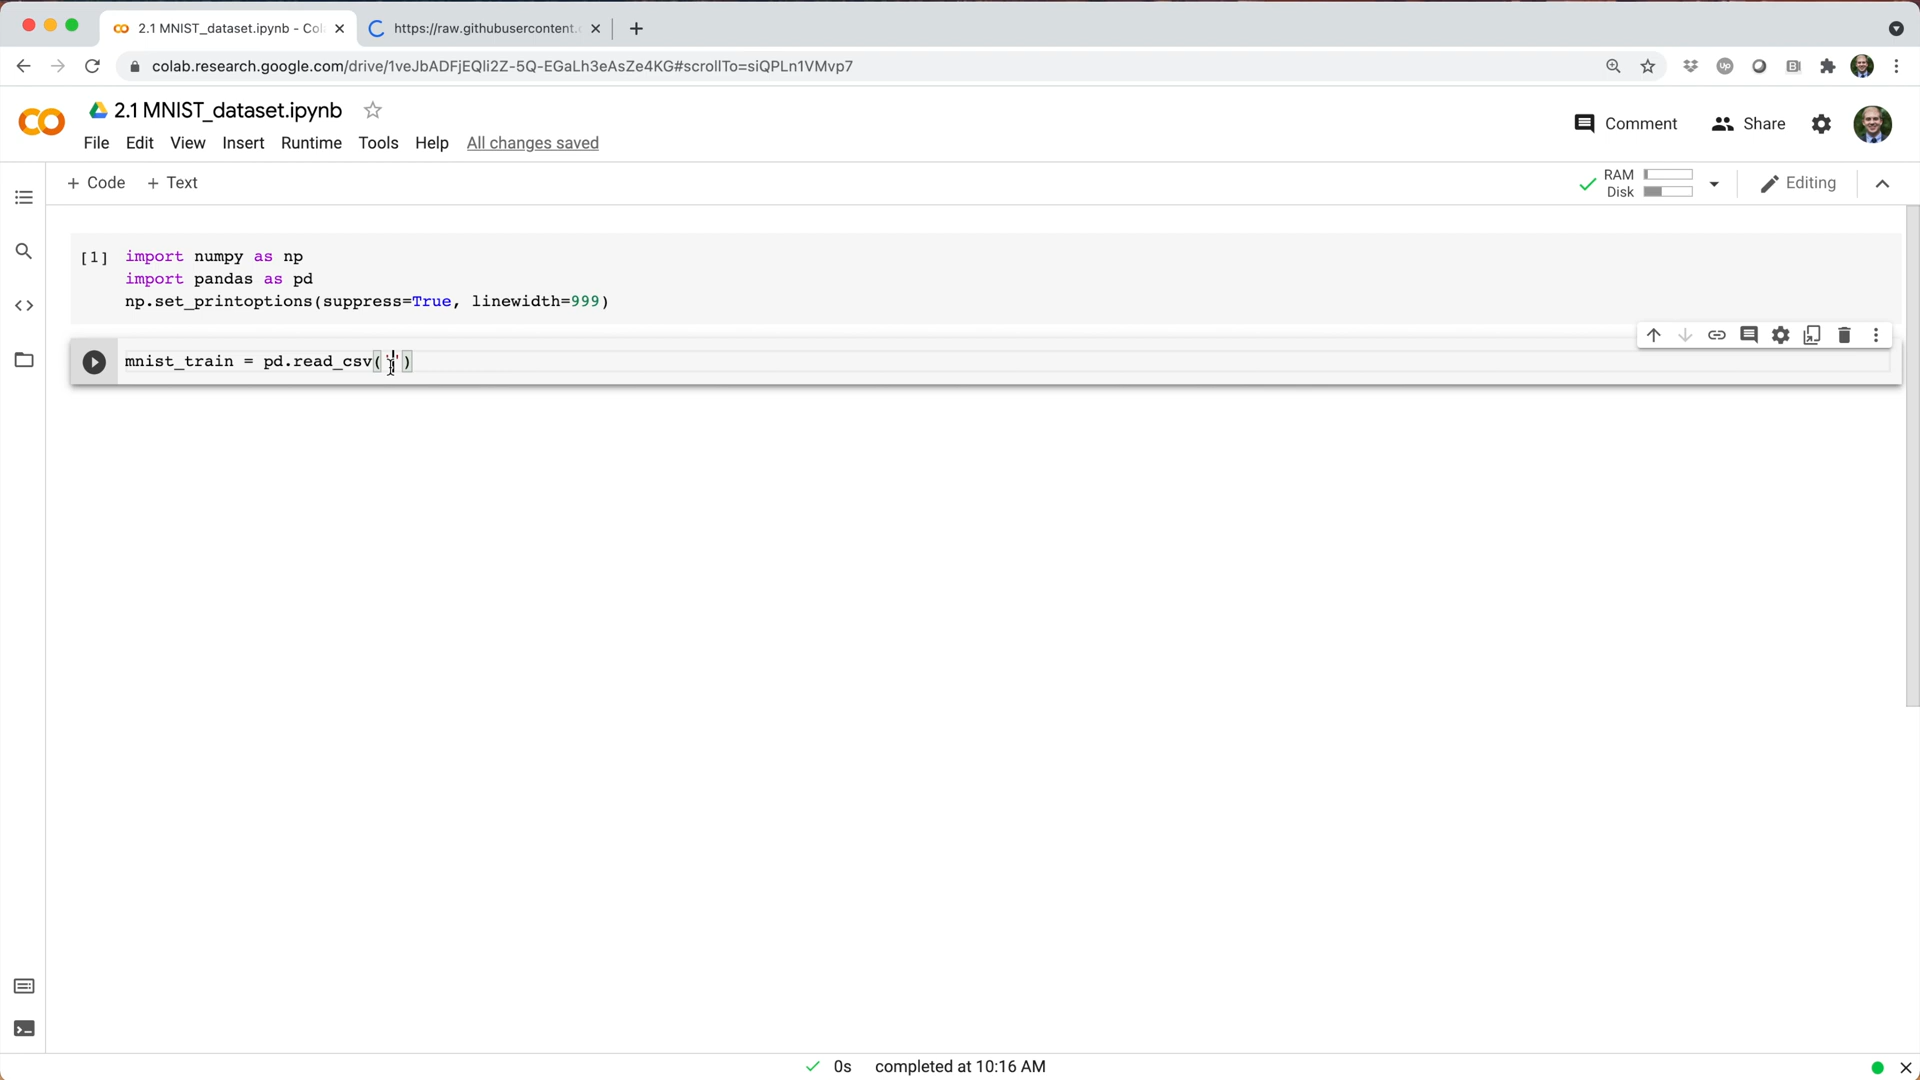 2.1 MNIST_dataset.ipynb - Col
https://raw.githubusercontent.c
colab.research.google.com/drive/1veJbADFjEQli2Z-5Q-EGaLh3eAsZe4KG#scrollTo=siQPLn1VMvp7
2.1 MNIST_dataset.ipynb
File Edit View Insert Runtime Tools Help All changes saved
Comment Share
+ Code + Text
RAM
Disk
Editing
[1] import numpy as np
import pandas as pd
np.set_printoptions(suppress=True, linewidth=999)
mnist_train = pd.read_csv('')
0s completed at 10:16 AM